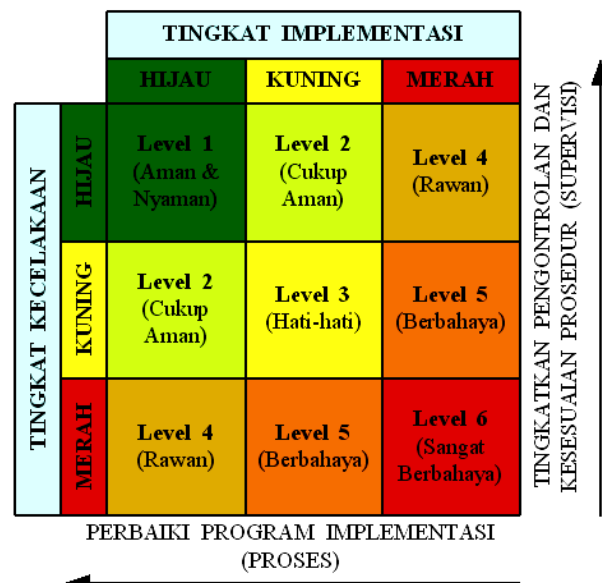 TINGKAT IMPLEMENTASI
HIJAU KUNING MERAH
TINGKAT KECELAKAAN
HIJAU
Level 1
(Aman &
Nyaman)
Level 2
(Cukup
Aman)
Level 4
(Rawan)
KUNING
Level 2
(Cukup
Aman)
Level 3
(Hati-hati)
Level 5
(Berbahaya)
MERAH
Level 4
(Rawan)
Level 5
(Berbahaya)
Level 6
(Sangat
Berbahaya)
TINGKATKAN PENGONTROLAN DAN
KESESUAIAN PROSEDUR (SUPERVISI)
PERBAIKI PROGRAM IMPLEMENTASI
(PROSES)